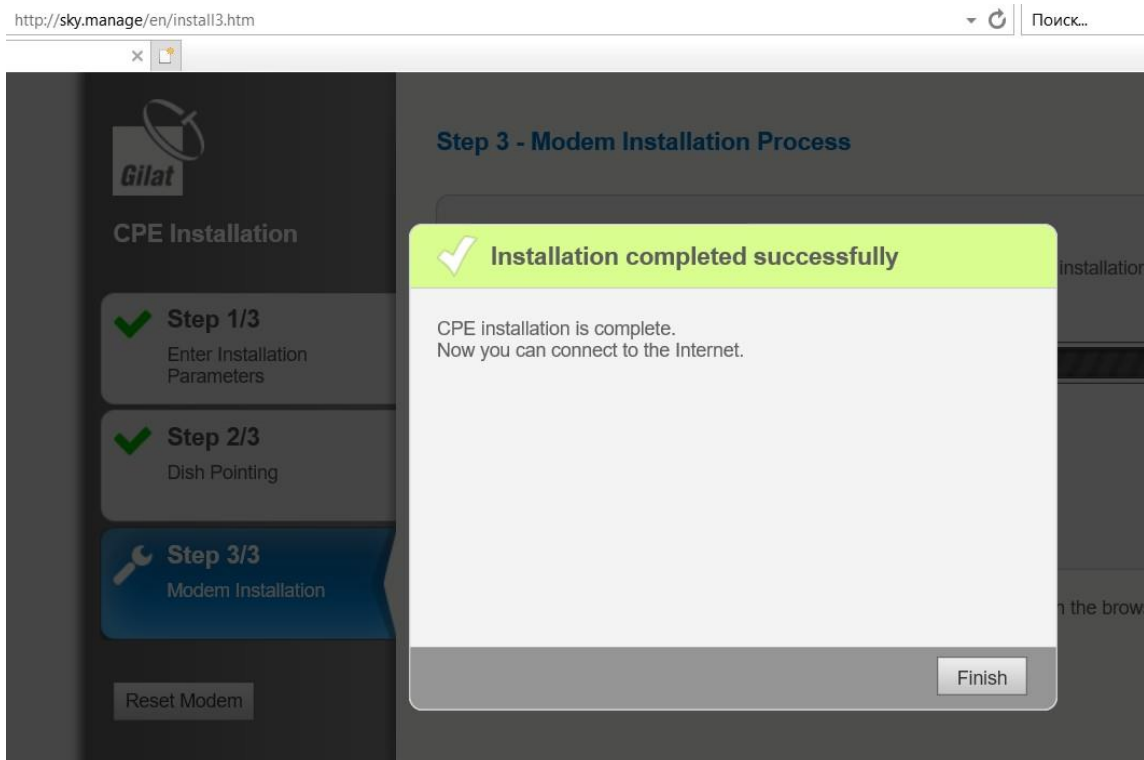 http://sky.manage/en/install3.htm
Поиск...
Gilat
CPE Installation
Step 1/3
Enter Installation
Parameters
Step 2/3
Dish Pointing
Step 3/3
Modem Installation
Reset Modem
Step 3 - Modem Installation Process
installation
Installation completed successfully
CPE installation is complete.
Now you can connect to the Internet.
the brow
Finish